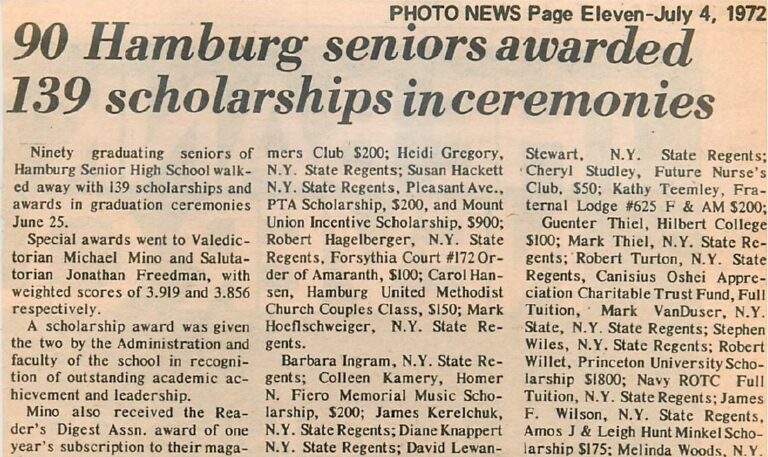 PHOTO NEWS Page Eleven-July 4, 1972
90 Hamburg seniors awarded
139 scholarships in ceremonies
Ninety graduating seniors of
Hamburg Senior High School walk-
ed away with 139 scholarships and
awards in graduation ceremonies
June 25.
Special awards went to Valedic-
torian Michael Mino and Saluta-
torian Jonathan Freedman, with
weighted scores of 3.919 and 3.856
respectively.
A scholarship award was given
the two by the Administration and
faculty of the school in recogni-
tion of outstanding academic ac-
hievement and leadership.
Mino also received the Rea-
der's Digest Assn. award of one
year's subscription to their maga-
mers Club $200; Heidi Gregory,
N.Y. State Regents; Susan Hackett
N.Y. State Regents, Pleasant Ave.,
PTA Scholarship, $200, and Mount
Union Incentive Scholarship, $900;
Robert Hagelberger, N.Y. State
Regents, Forsythia Court #172 Or-
der of Amaranth, $100; Carol Han-
sen, Hamburg United Methodist
Church Couples Class, $150; Mark
Hoeflschweiger, N.Y. State Re-
gents.
Barbara Ingram, N.Y. State Re-
gents; Colleen Kamery, Homer
N. Fiero Memorial Music Scho-
larship, $200; James Kerelchuk,
N.Y. State Regents; Diane Knappert
N.Y. State Regents; David Lewan-
Stewart, N.Y. State Regents;
Cheryl Studley, Future Nurse's
Club, $50; Kathy Teemley, Fra-
ternal Lodge #625 F & AM $200;
Guenter Thiel, Hilbert College
$100; Mark Thiel, N.Y. State Re-
gents; Robert Turton, N.Y. State
Regents, Canisius Oshei Appre-
ciation Charitable Trust Fund, Full
Tuition, Mark VanDuser, N.Y.
State, N.Y. State Regents; Stephen
Wiles, N.Y. State Regents; Robert
Willet, Princeton University Scho-
larship $1800; Navy ROTC Full
Tuition, N.Y. State Regents; James
F. Wilson, N.Y. State Regents,
Amos J & Leigh Hunt Minkel Scho-
larship $175; Melinda Woods, N.Y.